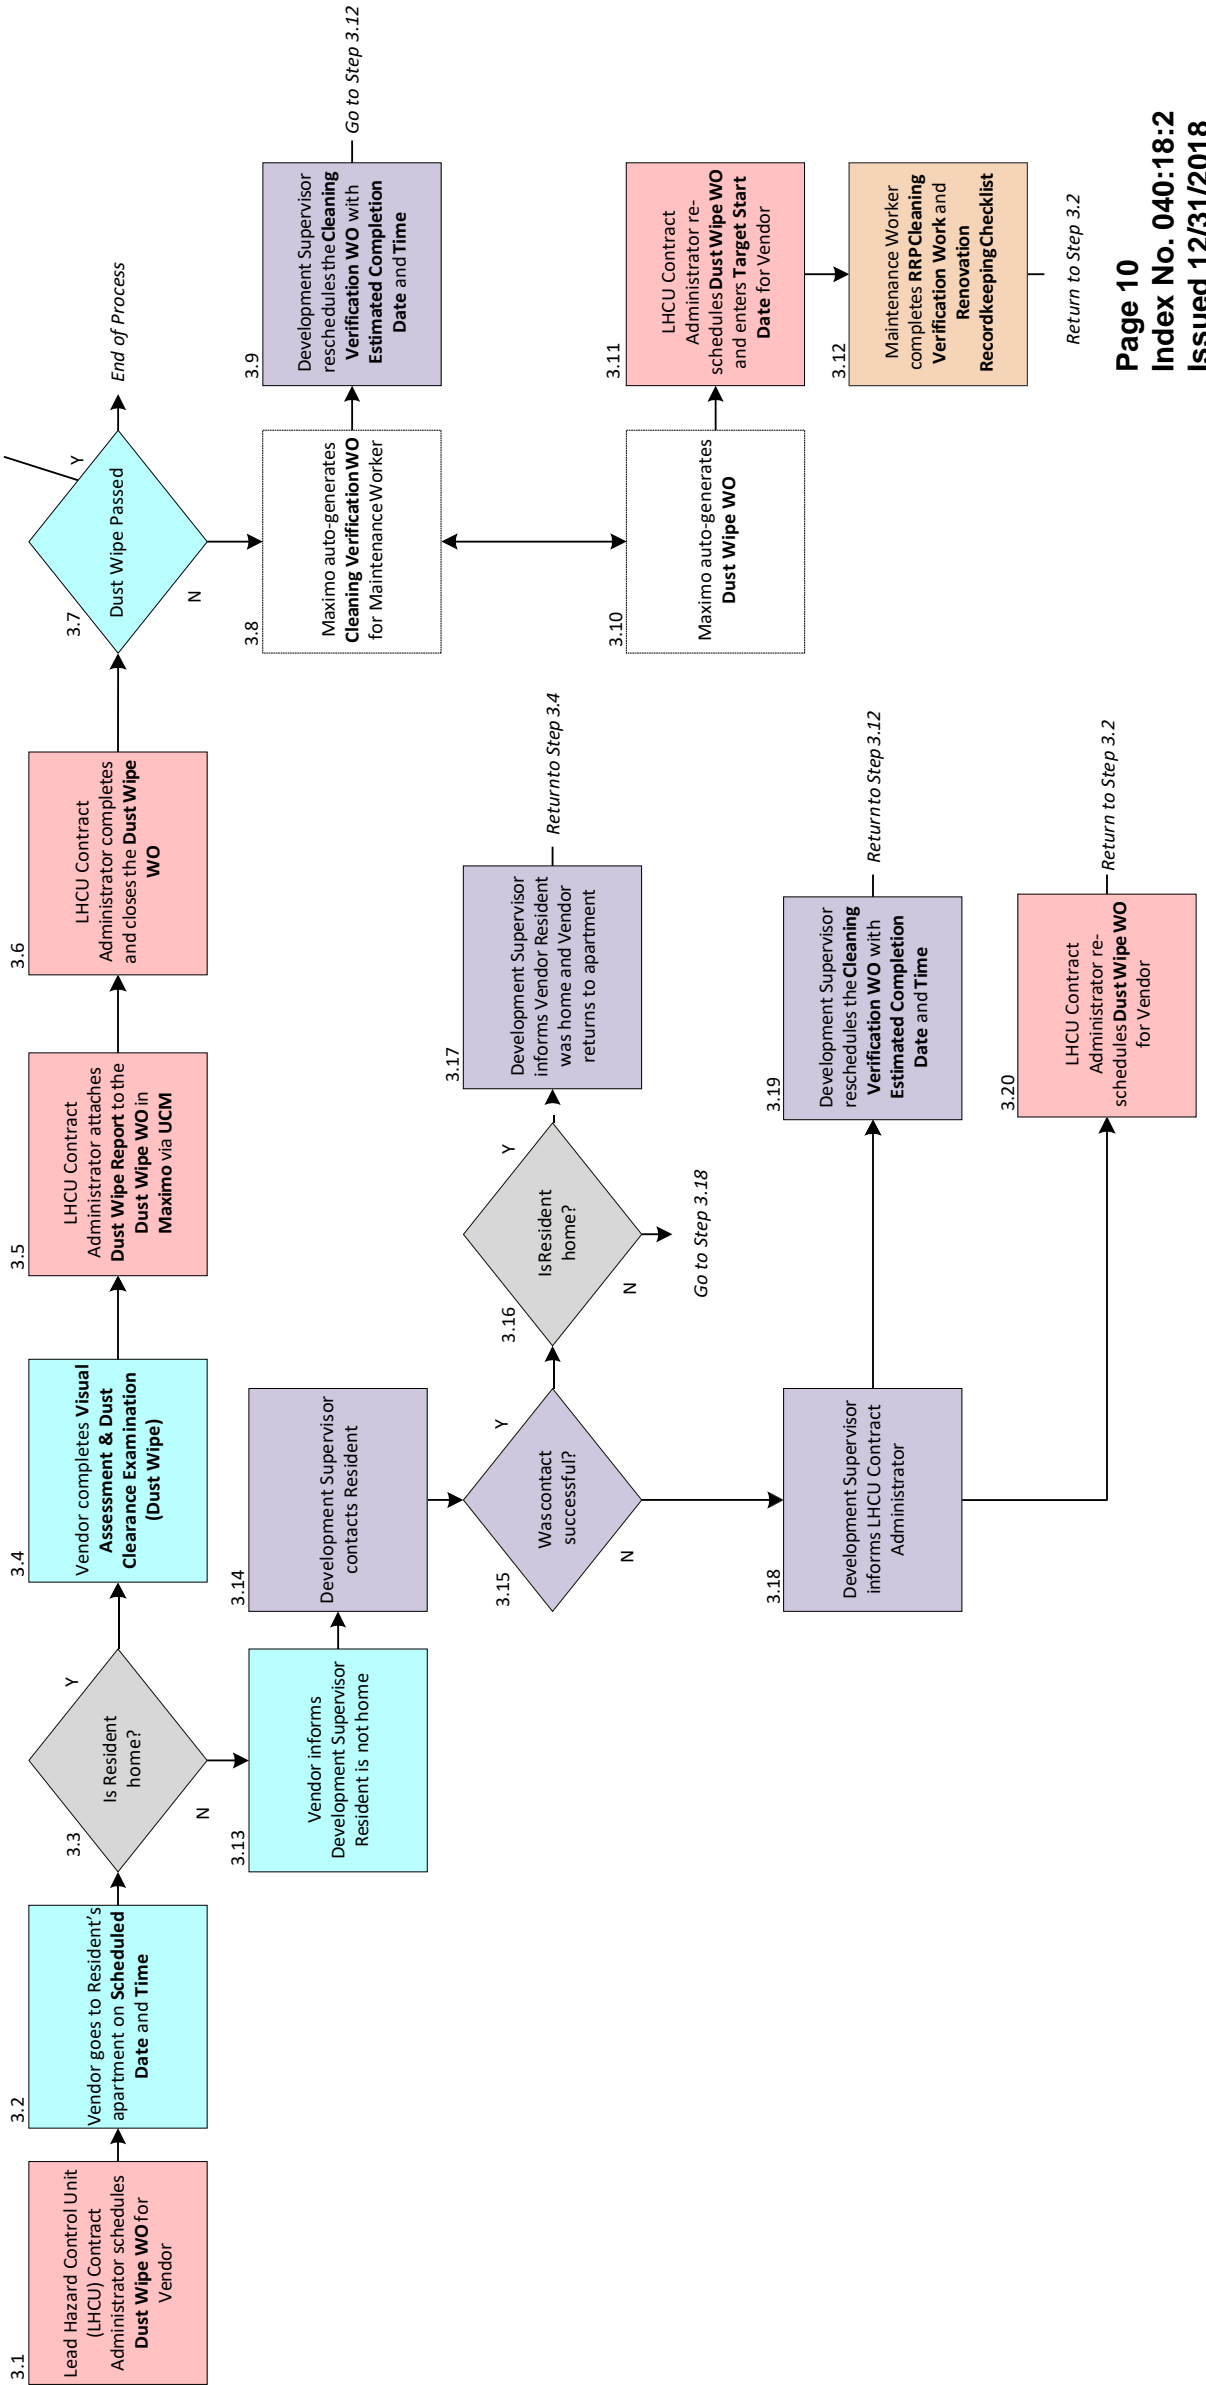 3.1
Lead Hazard Control Unit
(LHCU) Contract
Administrator schedules
Dust Wipe WO for
Vendor
3.2
Vendor goes to Resident's
apartment on Scheduled
Date and Time
3.3
Is Resident
home?
Y
N
3.4
Vendor completes Visual
Assessment & Dust
Clearance Examination
(Dust Wipe)
3.5
LHCU Contract
Administrator attaches
Dust Wipe Report to the
Dust Wipe WO in
Maximo via UCM
3.6
LHCU Contract
Administrator completes
and closes the Dust Wipe
WO
3.7
Dust Wipe Passed
Y
N
End of Process
3.8
Maximo auto-generates
Cleaning Verification WO
for Maintenance Worker
3.9
Development Supervisor
reschedules the Cleaning
Verification WO with
Estimated Completion
Date and Time
Go to Step 3.12
3.10
Maximo auto-generates
Dust Wipe WO
3.11
LHCU Contract
Administrator re-
schedules Dust Wipe WO
and enters Target Start
Date for Vendor
3.12
Maintenance Worker
completes RRP Cleaning
Verification Work and
Renovation
Recordkeeping Checklist
Return to Step 3.2
3.13
Vendor informs
Development Supervisor
Resident is not home
3.14
Development Supervisor
contacts Resident
3.15
Was contact
successful?
Y
N
3.16
Is Resident
home?
Y
N
Go to Step 3.18
3.17
Development Supervisor
informs Vendor Resident
was home and Vendor
returns to apartment
Return to Step 3.4
3.18
Development Supervisor
informs LHCU Contract
Administrator
3.19
Development Supervisor
reschedules the Cleaning
Verification WO with
Estimated Completion
Date and Time
Return to Step 3.12
3.20
LHCU Contract
Administrator re-
schedules Dust Wipe WO
for Vendor
Return to Step 3.2
Page 10
Index No. 040:18:2
Issued 12/31/2018